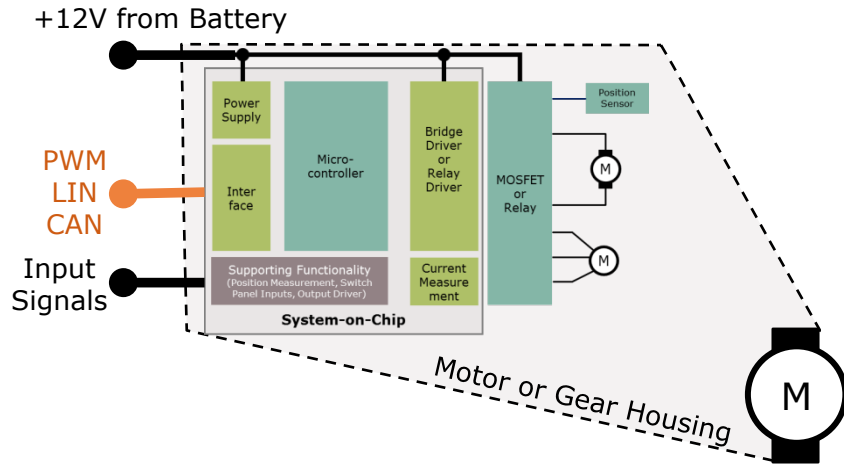 +12V from Battery
PWM
LIN
CAN
Input
Signals
Power
Supply
Inter
face
Micro-
controller
Bridge
Driver
or
Relay
Driver
Supporting Functionality
(Position Measurement, Switch
Panel Inputs, Output Driver)
Current
Measure
ment
System-on-Chip
MOSFET
or
Relay
Position
Sensor
M
M
Motor or Gear Housing
M